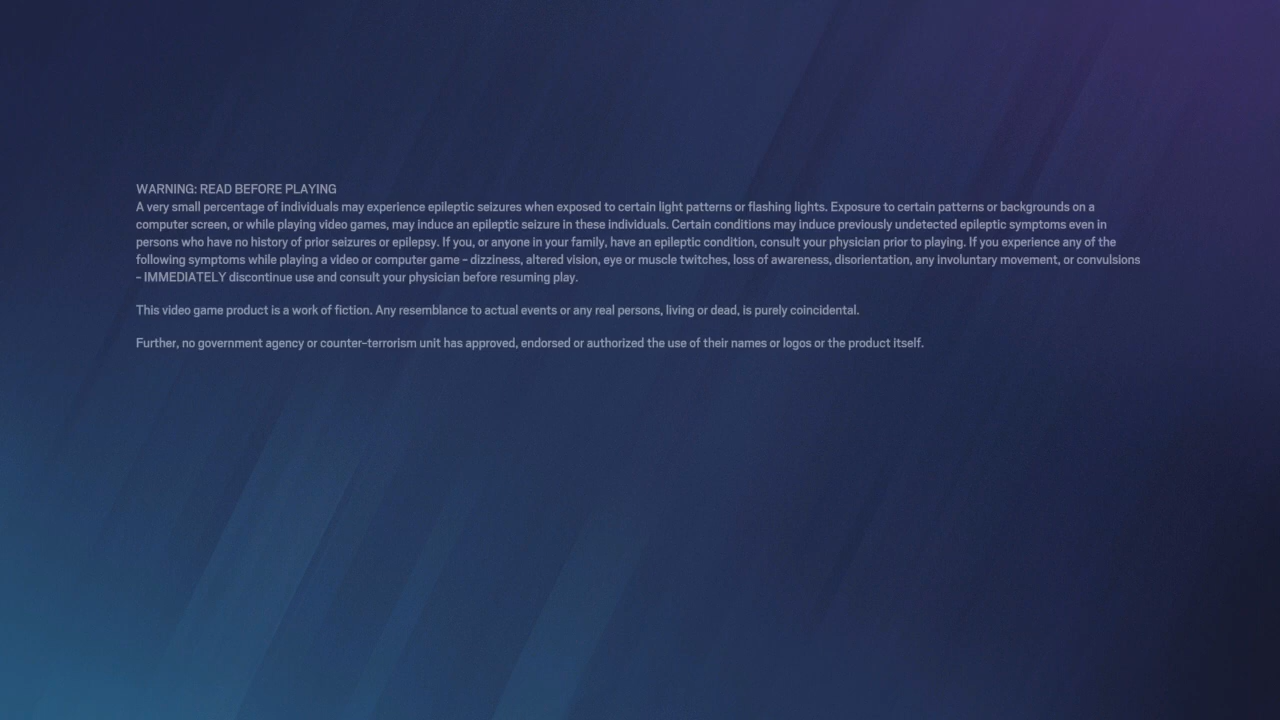 WARNING: READ BEFORE PLAYING
A very small percentage of individuals may experience epileptic seizures when exposed to certain light patterns or flashing lights. Exposure to certain patterns or backgrounds on a
computer screen, or while playing video games, may induce an epileptic seizure in these individuals. Certain conditions may induce previously undetected epileptic symptoms even in
persons who have no history of prior seizures or epilepsy. If you, or anyone in your family, have an epileptic condition, consult your physician prior to playing. If you experience any of the
following symptoms while playing a video or computer game - dizziness, altered vision, eye or muscle twitches, loss of awareness, disorientation, any involuntary movement, or convulsions
- IMMEDIATELY discontinue use and consult your physician before resuming play.
This video game product is a work of fiction. Any resemblance to actual events or any real persons, living or dead, is purely coincidental.
Further, no government agency or counter-terrorism unit has approved, endorsed or authorized the use of their names or logos or the product itself.